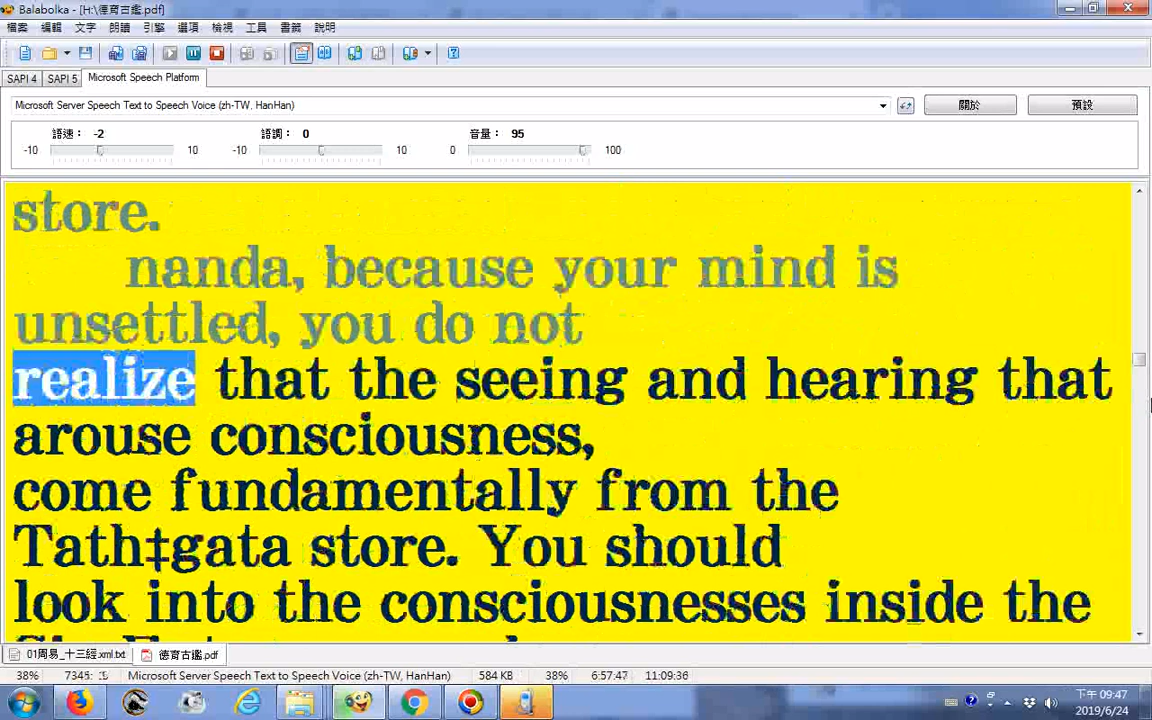 Balabolka - [H:\德育古鑑.pdf]
檔案 編輯 文字 朗讀 引擎 選項 檢視 工具 書籤 說明
SAPI 4 SAPI 5 Microsoft Speech Platform
Microsoft Server Speech Text to Speech Voice (zh-TW, HanHan) 關於 預設
語速： -2 語調： 0 音量： 95
-10 10 -10 10 0 100
store.
nanda, because your mind is
unsettled, you do not
realize that the seeing and hearing that
arouse consciousness,
come fundamentally from the
Tath‡gata store. You should
look into the consciousnesses inside the
01周易_十三經.xml.txt 德育古鑑.pdf
38% 7345: Microsoft Server Speech Text to Speech Voice (zh-TW, HanHan) 584 KB 38% 6:57:47 11:09:36
下午 09:47
2019/6/24